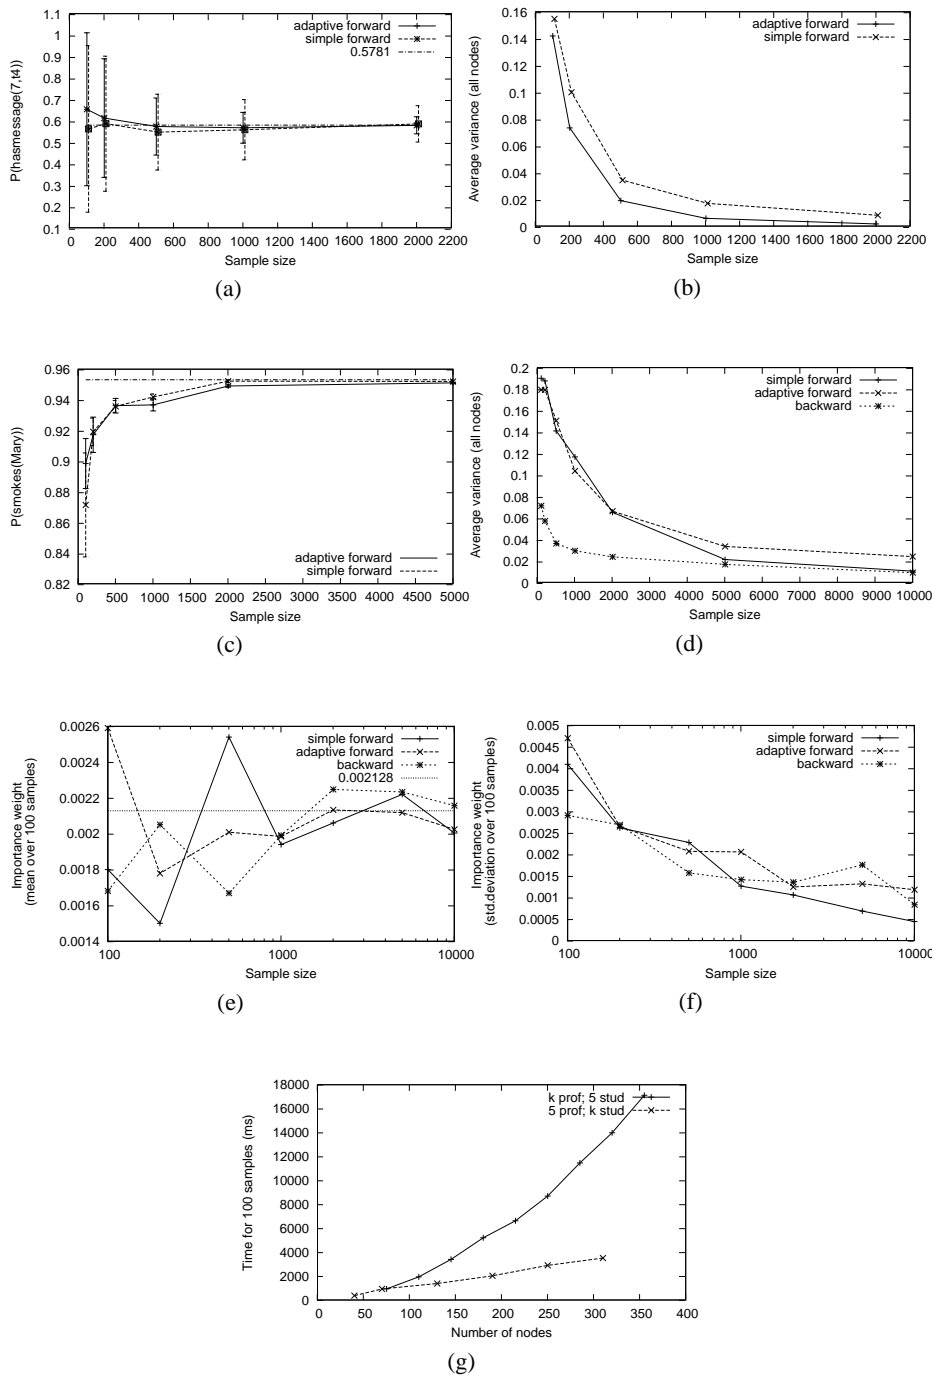 1.1
1
0.9
0.8
0.7
0.6
0.5
0.4
0.3
0.2
0.1
P(hasmessage(7,t4))
adaptive forward
simple forward
0.5781
0 200 400 600 800 1000 1200 1400 1600 1800 2000 2200
Sample size
(a)
0.16
0.14
0.12
0.1
0.08
0.06
0.04
0.02
0
Average variance (all nodes)
adaptive forward
simple forward
0 200 400 600 800 1000 1200 1400 1600 1800 2000 2200
Sample size
(b)
0.96
0.94
0.92
0.9
0.88
0.86
0.84
0.82
P(smokes(Mary))
adaptive forward
simple forward
0 500 1000 1500 2000 2500 3000 3500 4000 4500 5000
Sample size
(c)
0.2
0.18
0.16
0.14
0.12
0.1
0.08
0.06
0.04
0.02
0
Average variance (all nodes)
simple forward
adaptive forward
backward
0 1000 2000 3000 4000 5000 6000 7000 8000 9000 10000
Sample size
(d)
0.0026
0.0024
0.0022
0.002
0.0018
0.0016
0.0014
Importance weight
(mean over 100 samples)
simple forward
adaptive forward
backward
0.002128
100 1000 10000
Sample size
(e)
0.005
0.0045
0.004
0.0035
0.003
0.0025
0.002
0.0015
0.001
0.0005
0
Importance weight
(std.deviation over 100 samples)
simple forward
adaptive forward
backward
100 1000 10000
Sample size
(f)
18000
16000
14000
12000
10000
8000
6000
4000
2000
0
Time for 100 samples (ms)
k prof; 5 stud
5 prof; k stud
0 50 100 150 200 250 300 350 400
Number of nodes
(g)